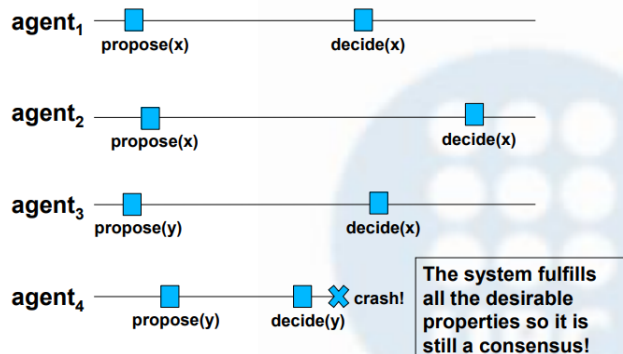 agent1
propose(x)
decide(x)
agent2
propose(x)
decide(x)
agent3
propose(y)
decide(x)
agent4
crash!
propose(y)
decide(y)
The system fulfills
all the desirable
properties so it is
still a consensus!